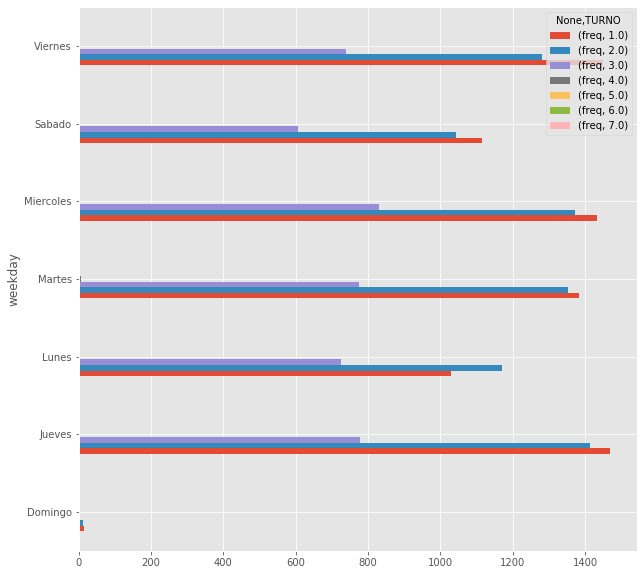 None,TURNO
(freq, 1.0)
(freq, 2.0)
(freq, 3.0)
(freq, 4.0)
(freq, 5.0)
(freq, 6.0)
(freq, 7.0)
weekday
Viernes
Sabado
Miercoles
Martes
Lunes
Jueves
Domingo
0 200 400 600 800 1000 1200 1400